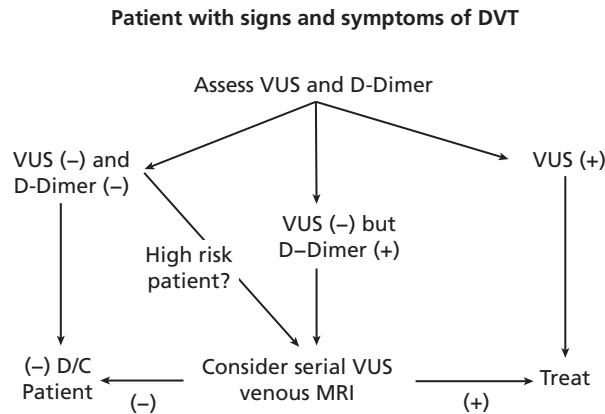 Patient with signs and symptoms of DVT
Assess VUS and D-Dimer
VUS (–) and
D-Dimer (–)
VUS (+)
VUS (–) but
D–Dimer (+)
High risk
patient?
(–) D/C
Patient
(–)
Consider serial VUS
venous MRI
(+)
Treat